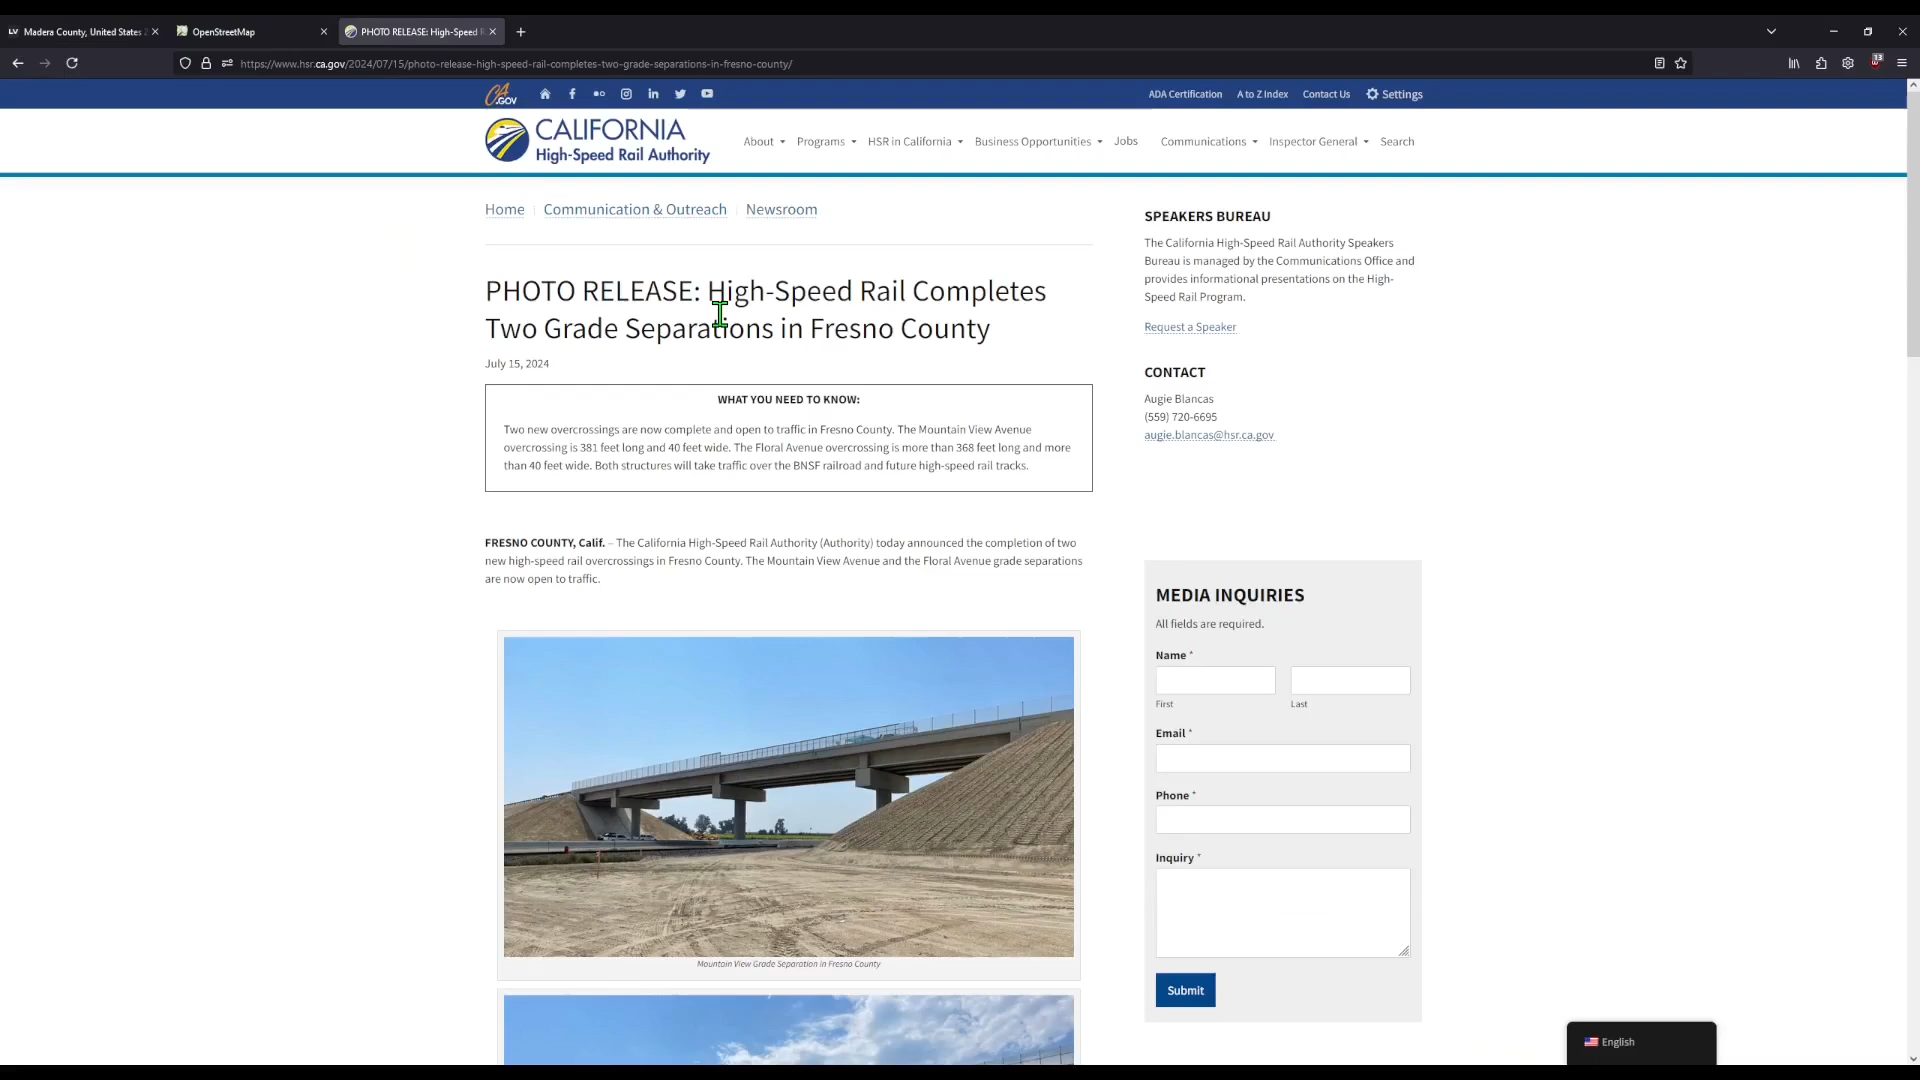 Madera County, United States
OpenStreetMap
PHOTO RELEASE: High-Speed R
https://www.hsr.ca.gov/2024/07/15/photo-release-high-speed-rail-completes-two-grade-separations-in-fresno-county/
13
CA.GOV
ADA Certification
A to Z Index
Contact Us
Settings
CALIFORNIA
High-Speed Rail Authority
About
Programs
HSR in California
Business Opportunities
Jobs
Communications
Inspector General
Search
Home
Communication & Outreach
Newsroom
PHOTO RELEASE: High-Speed Rail Completes
Two Grade Separations in Fresno County
July 15, 2024
WHAT YOU NEED TO KNOW:
Two new overcrossings are now complete and open to traffic in Fresno County. The Mountain View Avenue
overcrossing is 381 feet long and 40 feet wide. The Floral Avenue overcrossing is more than 368 feet long and more
than 40 feet wide. Both structures will take traffic over the BNSF railroad and future high-speed rail tracks.
FRESNO COUNTY, Calif. – The California High-Speed Rail Authority (Authority) today announced the completion of two
new high-speed rail overcrossings in Fresno County. The Mountain View Avenue and the Floral Avenue grade separations
are now open to traffic.
Mountain View Grade Separation in Fresno County
SPEAKERS BUREAU
The California High-Speed Rail Authority Speakers
Bureau is managed by the Communications Office and
provides informational presentations on the High-
Speed Rail Program.
Request a Speaker
CONTACT
Augie Blancas
(559) 720-6695
augie.blancas@hsr.ca.gov
MEDIA INQUIRIES
All fields are required.
Name *
First
Last
Email *
Phone *
Inquiry *
Submit
English